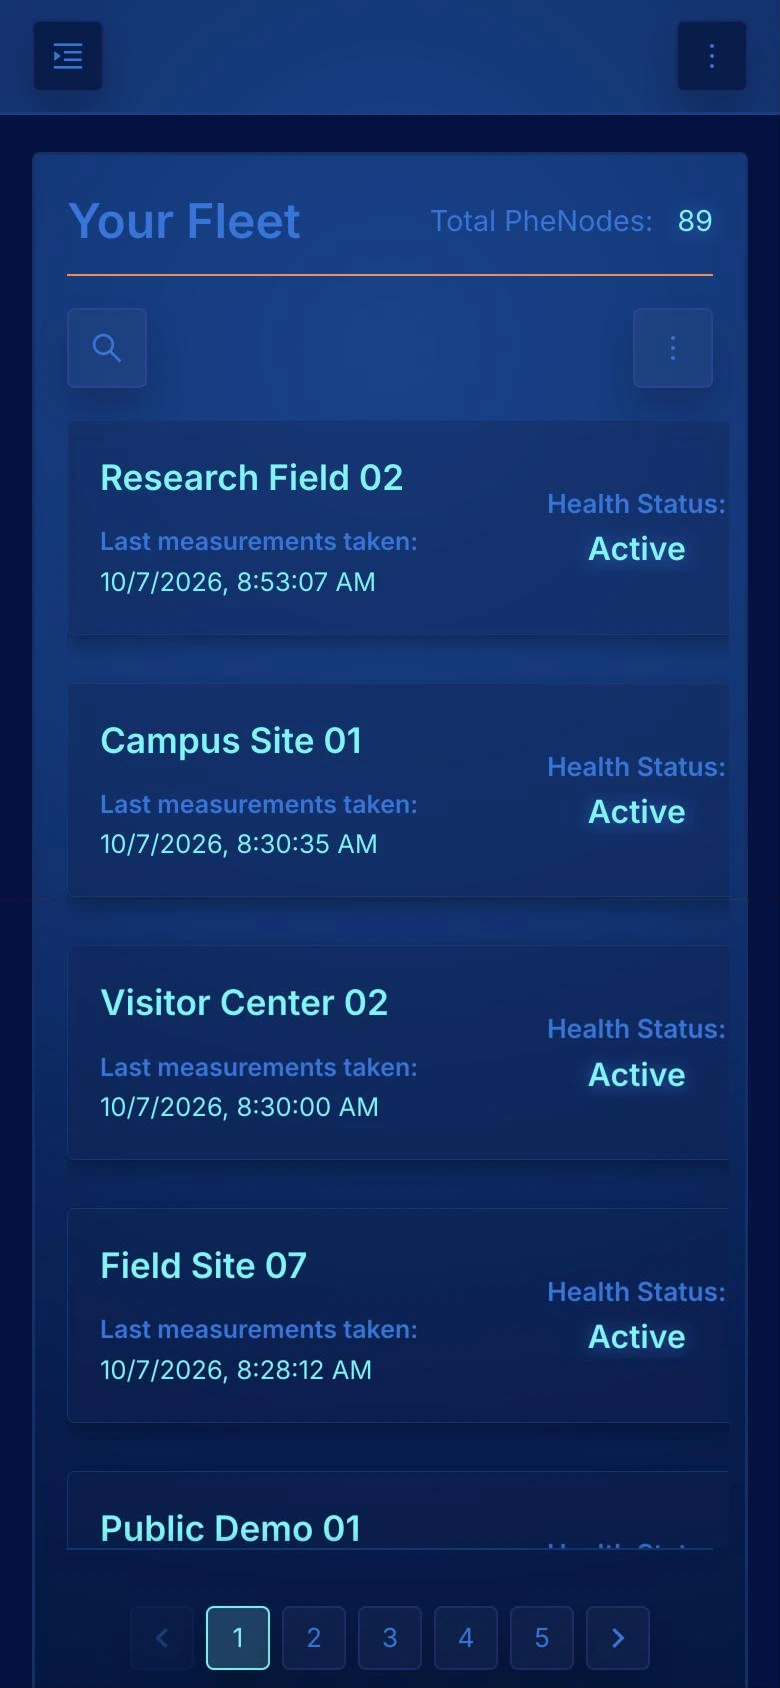 Your Fleet
Total PheNodes: 89
Research Field 02
Last measurements taken:
10/7/2026, 8:53:07 AM
Health Status:
Active
Campus Site 01
Last measurements taken:
10/7/2026, 8:30:35 AM
Health Status:
Active
Visitor Center 02
Last measurements taken:
10/7/2026, 8:30:00 AM
Health Status:
Active
Field Site 07
Last measurements taken:
10/7/2026, 8:28:12 AM
Health Status:
Active
Public Demo 01
1 2 3 4 5